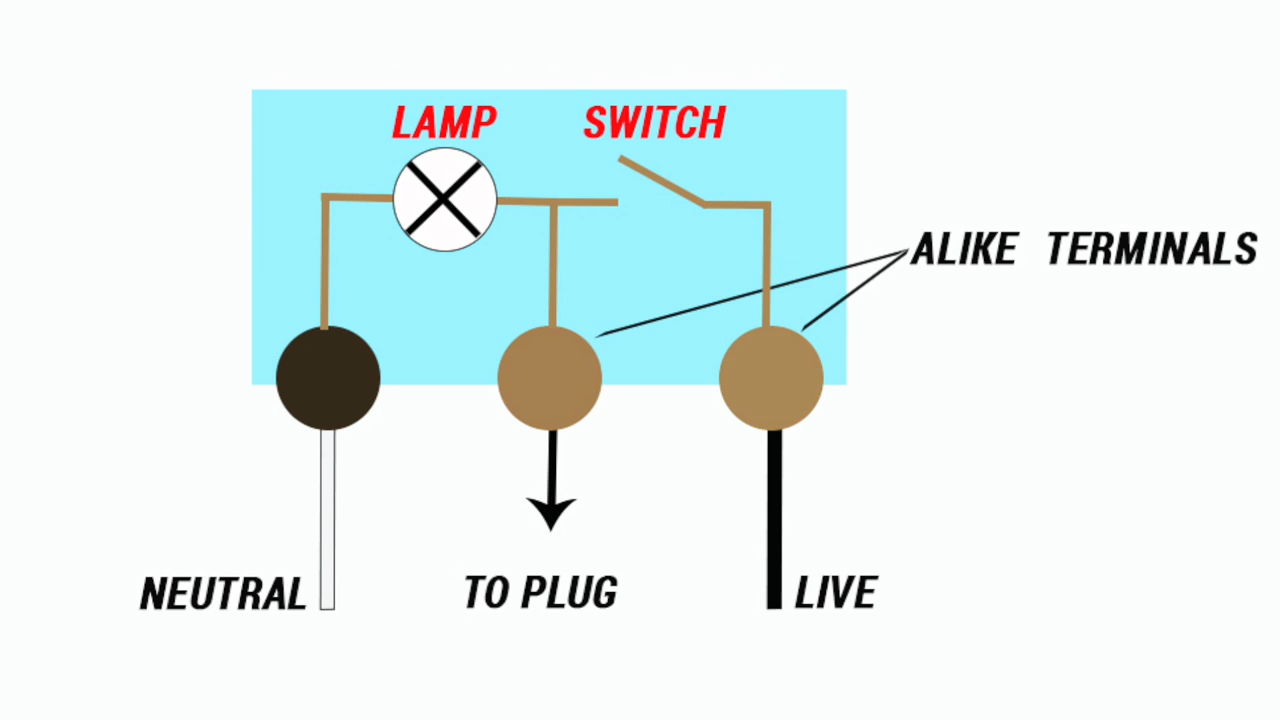 LAMP
SWITCH
ALIKE TERMINALS
NEUTRAL
TO PLUG
LIVE